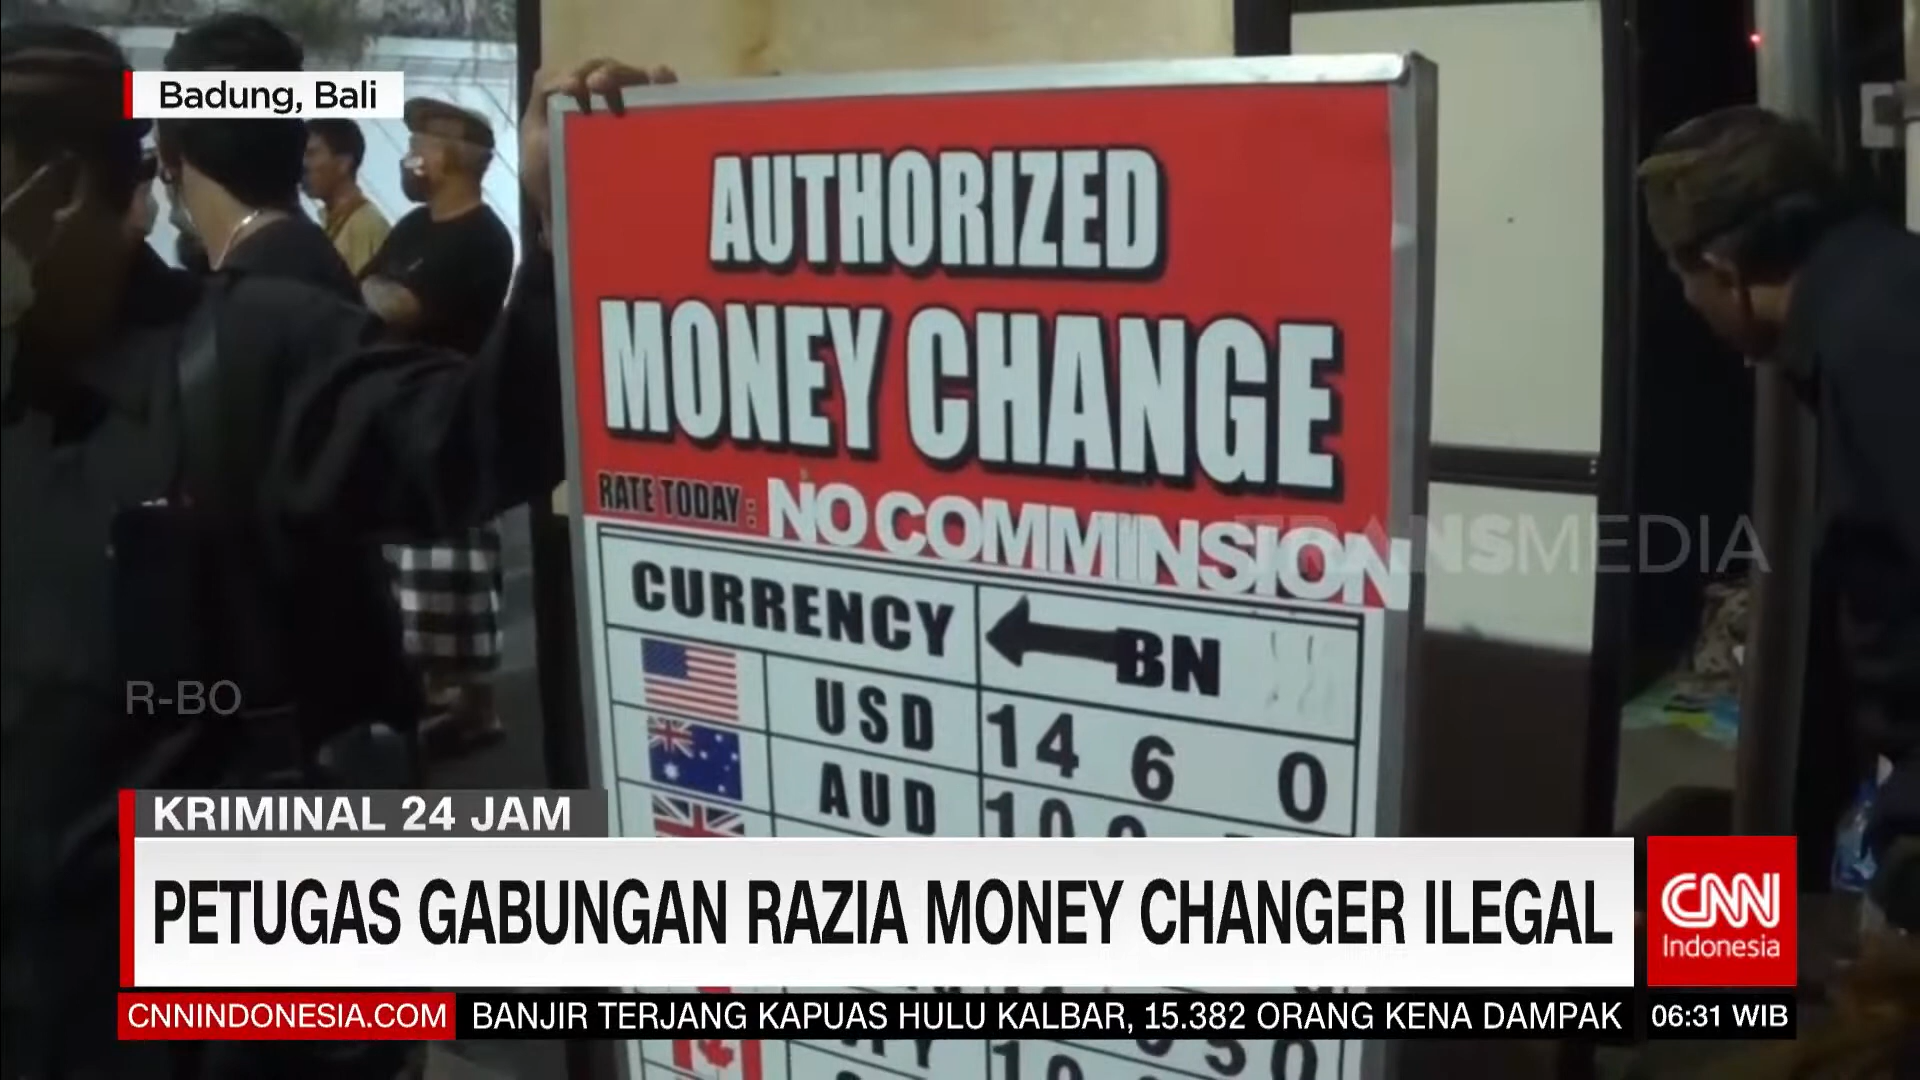 Badung, Bali
AUTHORIZED
MONEY CHANGE
RATE TODAY : NO COMMINSION
TRANSMEDIA
CURRENCY BN
USD 14 6 0
AUD
R-BO
KRIMINAL 24 JAM
PETUGAS GABUNGAN RAZIA MONEY CHANGER ILEGAL
CNN
Indonesia
CNNINDONESIA.COM BANJIR TERJANG KAPUAS HULU KALBAR, 15.382 ORANG KENA DAMPAK 06:31 WIB